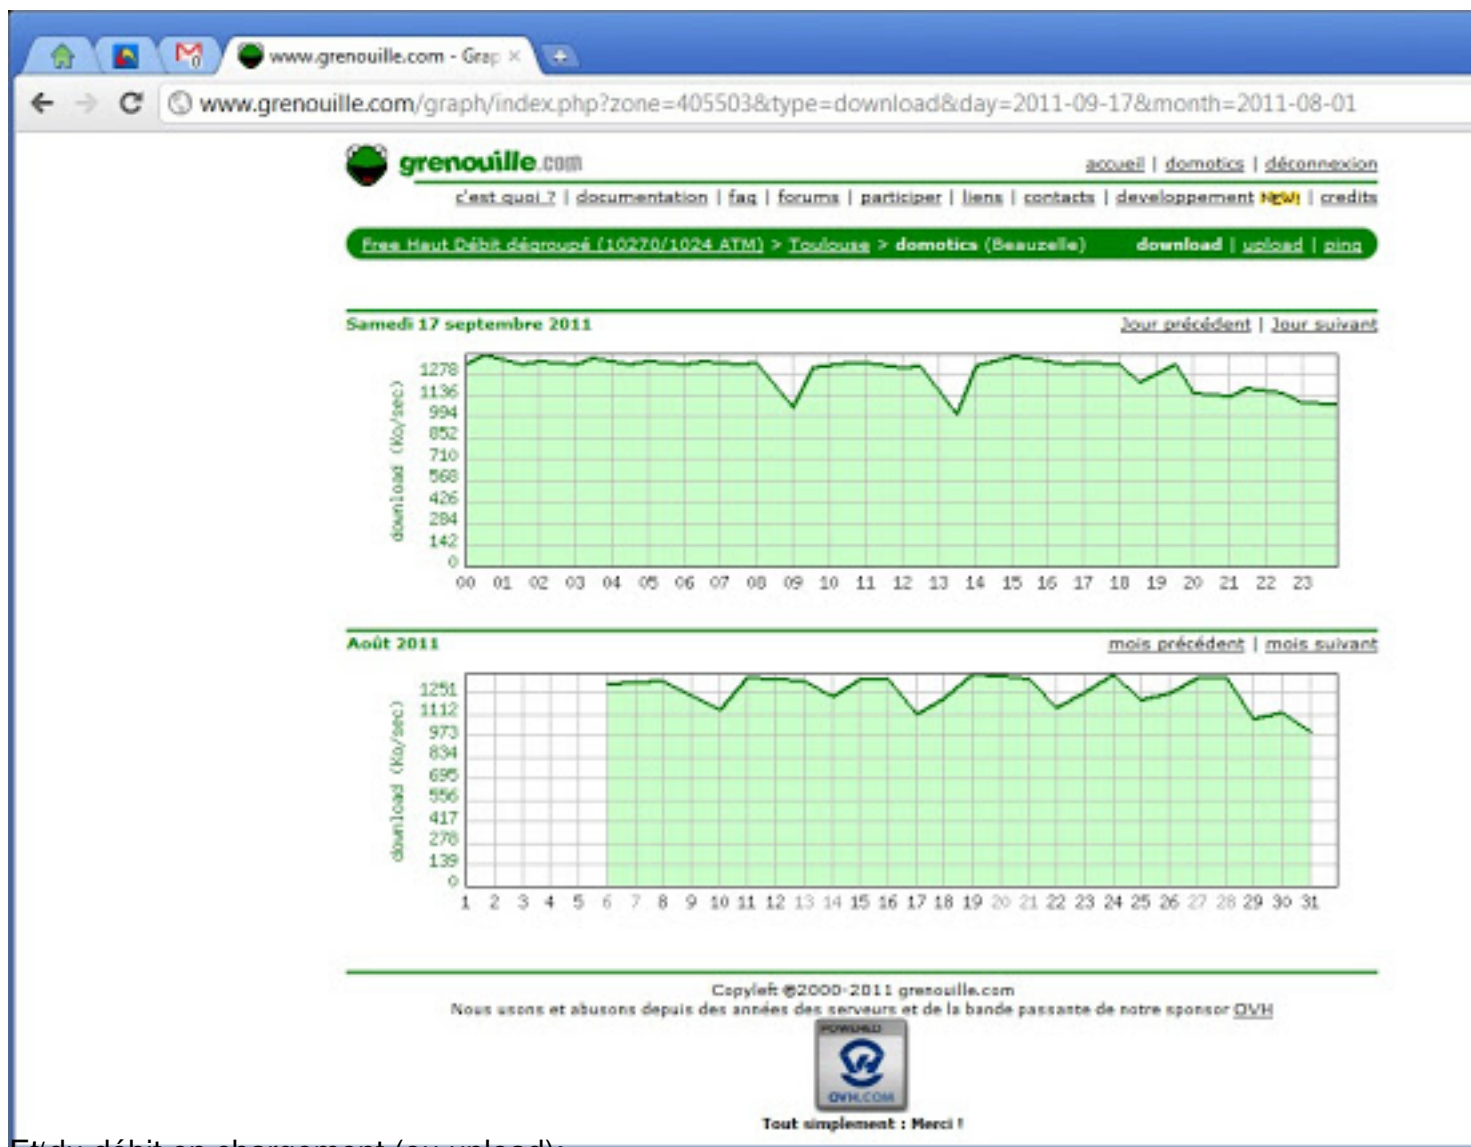 www.grenouille.com - Grap
www.grenouille.com/graph/index.php?zone=405503&type=download&day=2011-09-17&month=2011-08-01
grenouille.com
accueil | domotics | déconnexion
c'est quoi ? | documentation | faq | forums | participer | liens | contacts | developpement NEW! | credits
Free Haut Débit dégroupé (10270/1024 ATM) > Toulouse > domotics (Beauzelle) download | upload | ping
Samedi 17 septembre 2011
Jour précédent | Jour suivant
download (Ko/sec)
1278
1136
994
852
710
568
426
284
142
0
00 01 02 03 04 05 06 07 08 09 10 11 12 13 14 15 16 17 18 19 20 21 22 23
Août 2011
mois précédent | mois suivant
download (Ko/sec)
1251
1112
973
834
695
556
417
278
139
0
1 2 3 4 5 6 7 8 9 10 11 12 13 14 15 16 17 18 19 20 21 22 23 24 25 26 27 28 29 30 31
Copyleft ©2000-2011 grenouille.com
Nous usons et abusons depuis des années des serveurs et de la bande passante de notre sponsor OVH
POWERED
OVH.COM
Tout simplement : Merci !